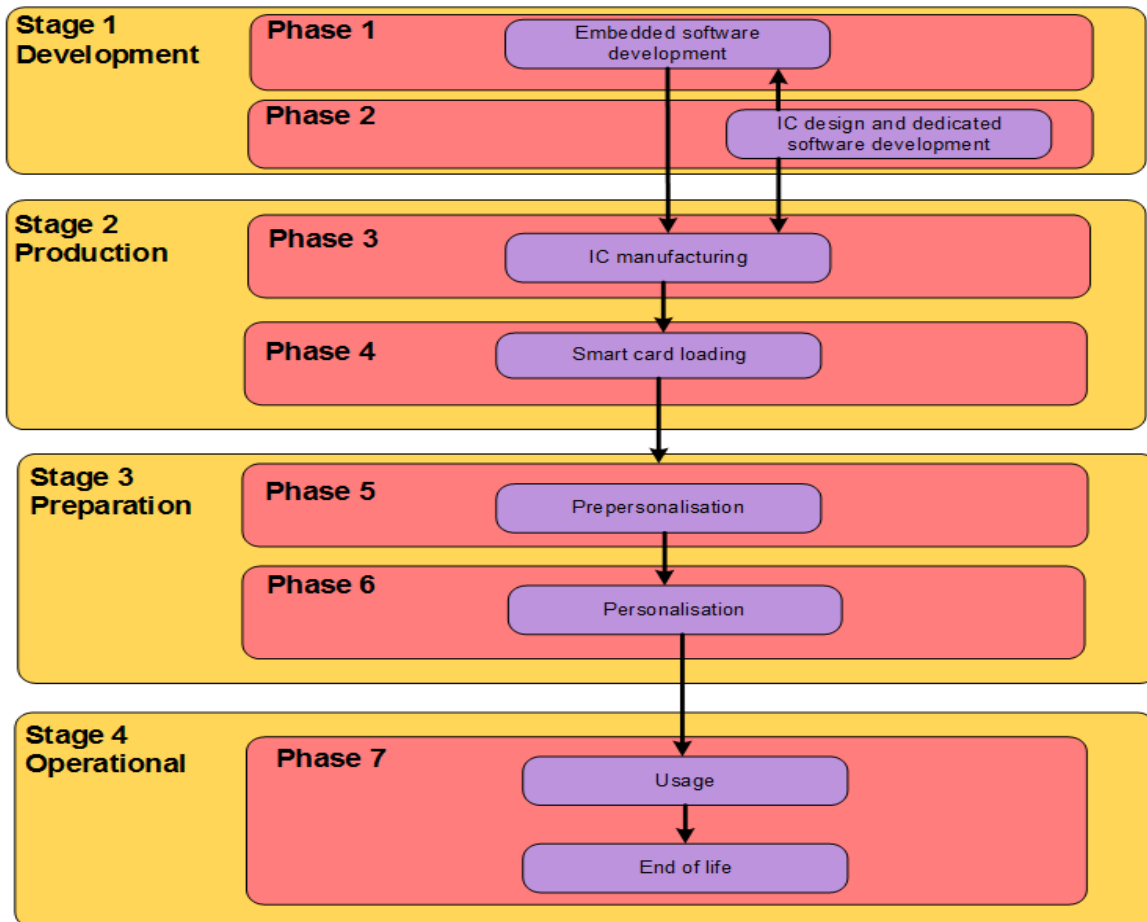 Stage 1
Development
Phase 1
Embedded software
development
Phase 2
IC design and dedicated
software development
Stage 2
Production
Phase 3
IC manufacturing
Phase 4
Smart card loading
Stage 3
Preparation
Phase 5
Prepersonalisation
Phase 6
Personalisation
Stage 4
Operational
Phase 7
Usage
End of life